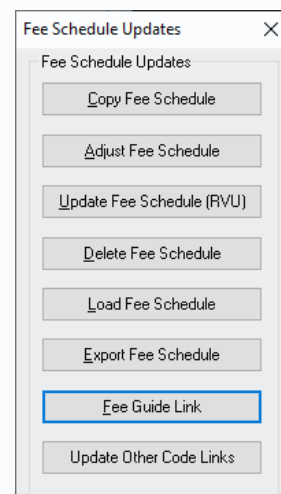 Fee Schedule Updates
Fee Schedule Updates
Copy Fee Schedule
Adjust Fee Schedule
Update Fee Schedule (RVU)
Delete Fee Schedule
Load Fee Schedule
Export Fee Schedule
Fee Guide Link
Update Other Code Links